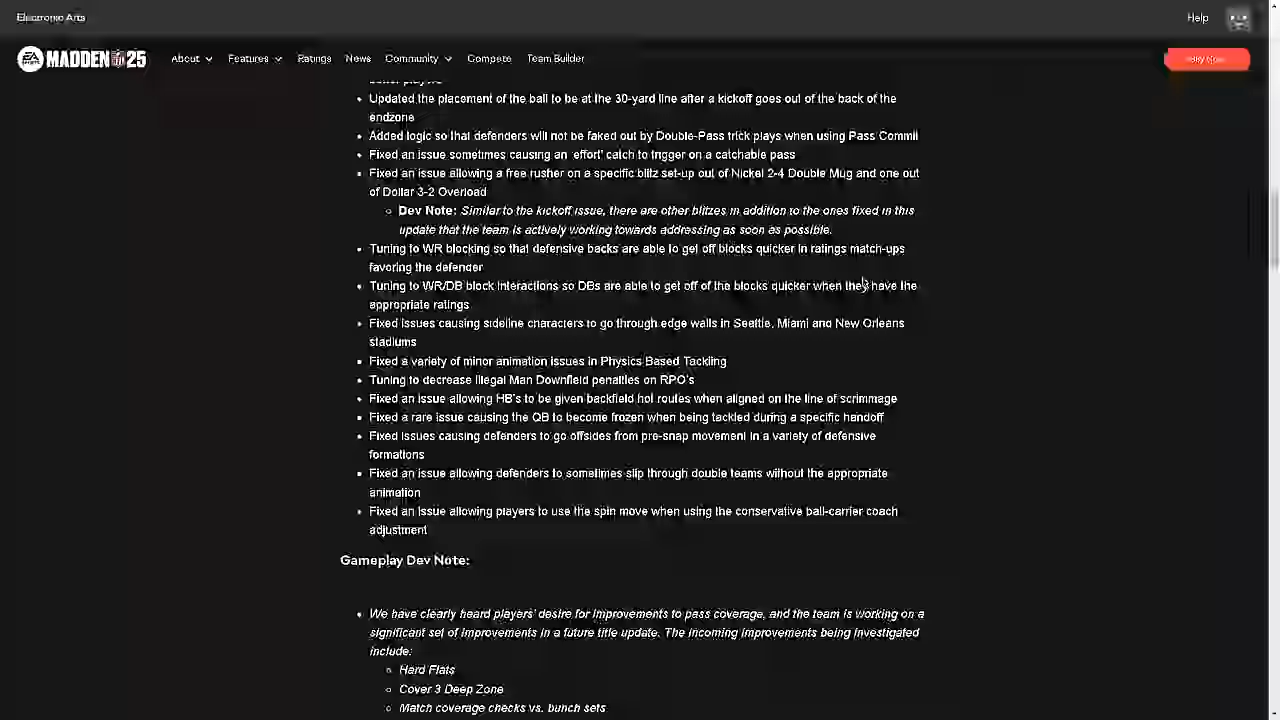 Electronic Arts
Help
EA SPORTS MADDEN NFL 25
About
Features
Ratings
News
Community
Compete
Team Builder
Updated the placement of the ball to be at the 30-yard line after a kickoff goes out of the back of the
endzone
Added logic so that defenders will not be faked out by Double-Pass trick plays when using Pass Commit
Fixed an issue sometimes causing an 'effort' catch to trigger on a catchable pass
Fixed an issue allowing a free rusher on a specific blitz set-up out of Nickel 2-4 Double Mug and one out
of Dollar 3-2 Overload
Dev Note: Similar to the kickoff issue, there are other blitzes in addition to the ones fixed in this
update that the team is actively working towards addressing as soon as possible.
Tuning to WR blocking so that defensive backs are able to get off blocks quicker in ratings match-ups
favoring the defender
Tuning to WR/DB block interactions so DBs are able to get off of the blocks quicker when they have the
appropriate ratings
Fixed issues causing sideline characters to go through edge walls in Seattle, Miami and New Orleans
stadiums
Fixed a variety of minor animation issues in Physics Based Tackling
Tuning to decrease Illegal Man Downfield penalties on RPO's
Fixed an issue allowing HB's to be given backfield hot routes when aligned on the line of scrimmage
Fixed a rare issue causing the QB to become frozen when being tackled during a specific handoff
Fixed issues causing defenders to go offsides from pre-snap movement in a variety of defensive
formations
Fixed an issue allowing defenders to sometimes slip through double teams without the appropriate
animation
Fixed an issue allowing players to use the spin move when using the conservative ball-carrier coach
adjustment
Gameplay Dev Note:
We have clearly heard players' desire for improvements to pass coverage, and the team is working on a
significant set of improvements in a future title update. The incoming improvements being investigated
include:
Hard Flats
Cover 3 Deep Zone
Match coverage checks vs. bunch sets